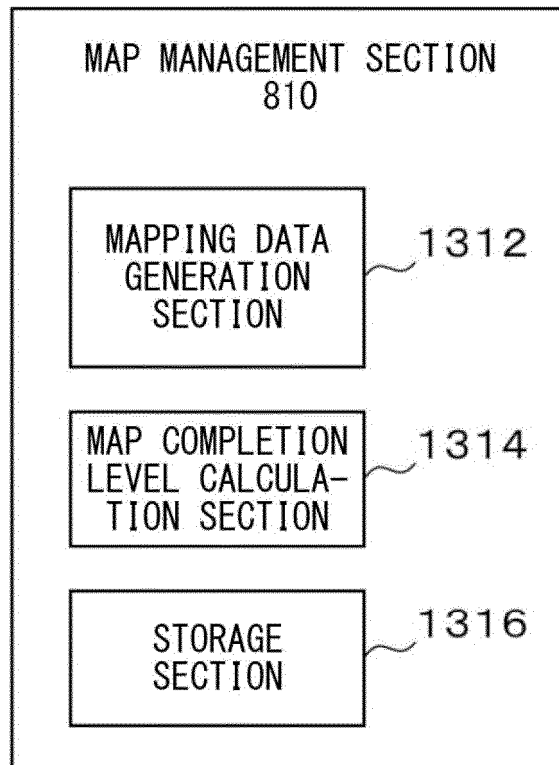 MAP MANAGEMENT SECTION
810
MAPPING DATA
GENERATION
SECTION
1312
MAP COMPLETION
LEVEL CALCULA-
TION SECTION
1314
STORAGE
SECTION
1316